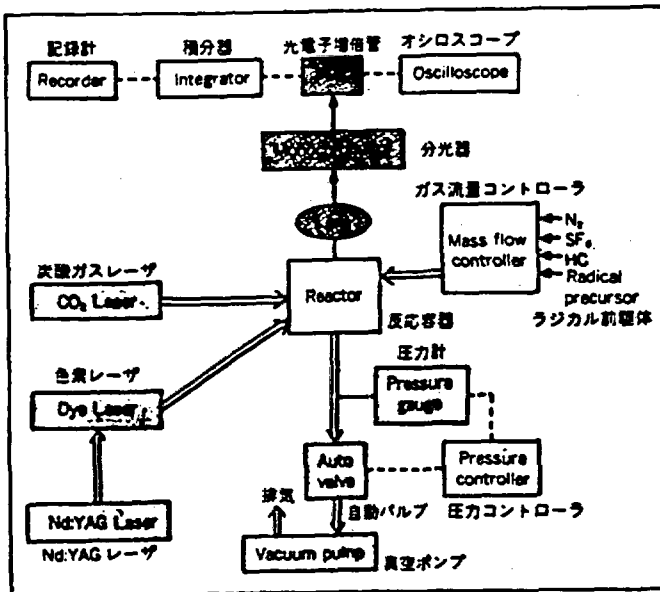 記録計
積分器
光電子増倍管
オシロスコープ
Recorder
Integrator
Oscilloscope
分光器
ガス流量コントローラ
Mass flow
controller
N₂
SF₆
HC
Radical
precursor
ラジカル前駆体
炭酸ガスレーザ
CO₂ Laser
Reactor
反応容器
色素レーザ
Dye Laser
圧力計
Pressure
gauge
Auto
valve
Pressure
controller
排気
自動バルブ
圧力コントローラ
Nd:YAG Laser
Nd:YAG レーザ
Vacuum pump
真空ポンプ